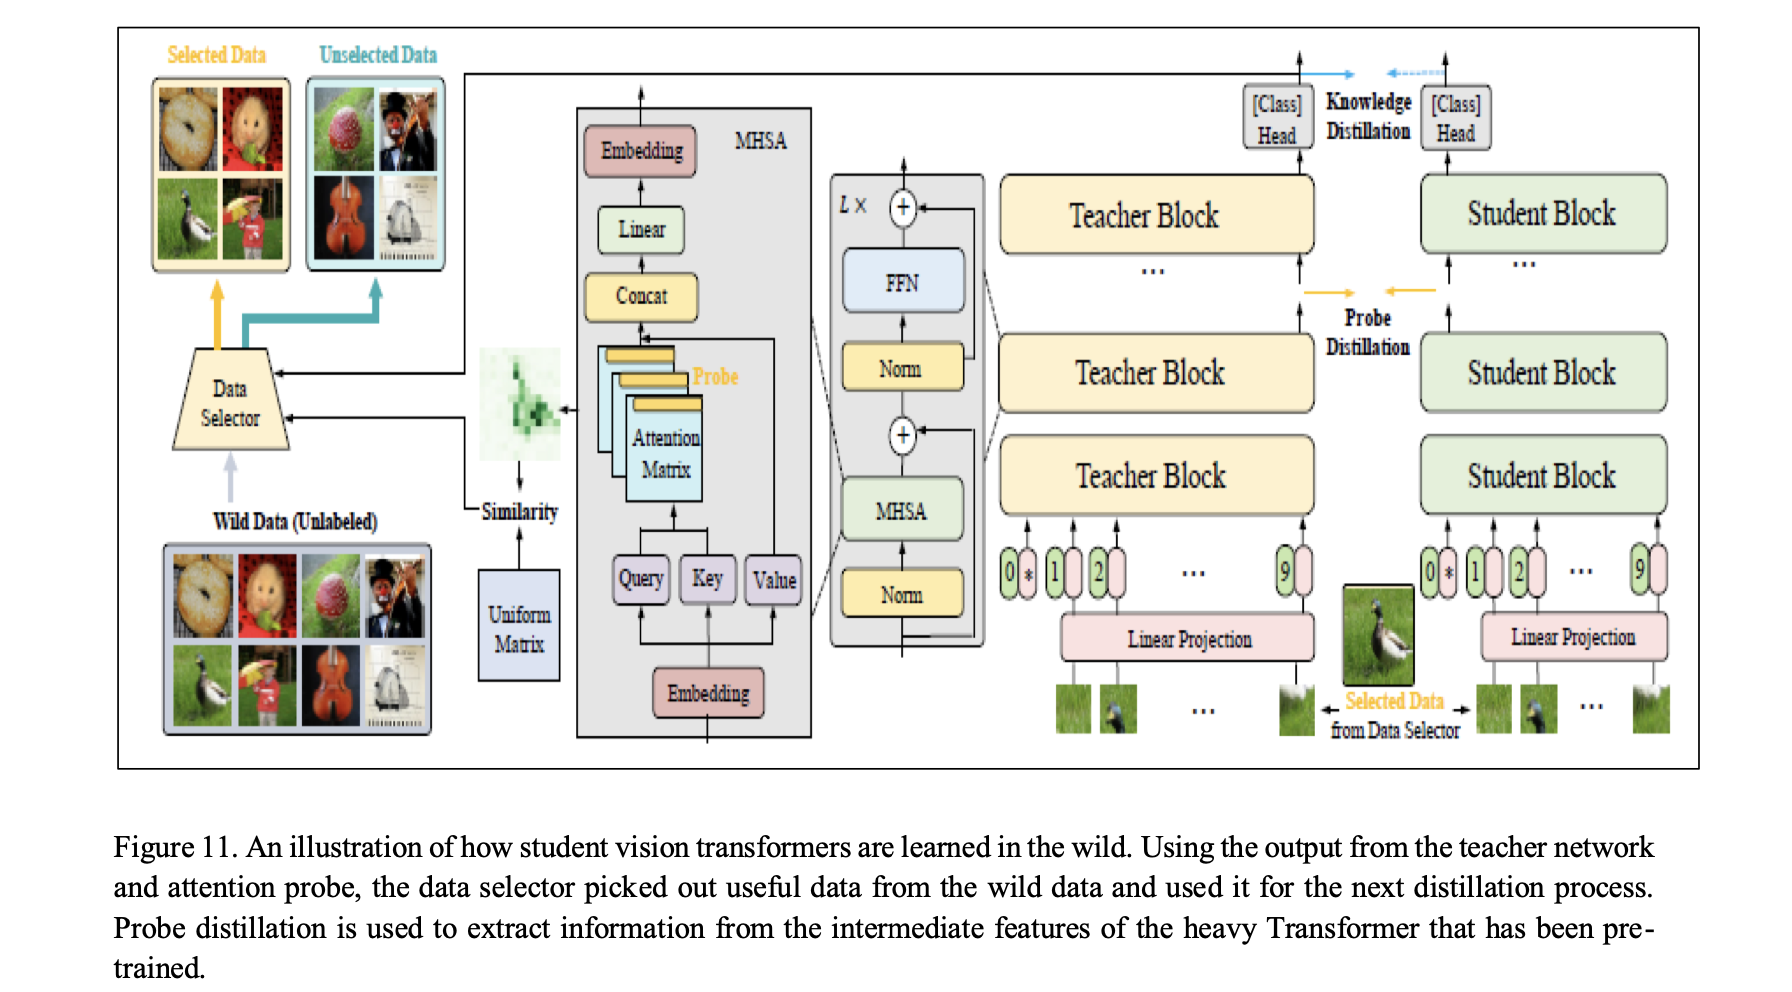 Selected Data
Unselected Data
Data
Selector
Wild Data (Unlabeled)
Similarity
Uniform
Matrix
MHSA
Embedding
Linear
Concat
Probe
Attention
Matrix
Query
Key
Value
Embedding
L ×
+
FFN
Norm
+
MHSA
Norm
[Class]
Head
Knowledge
Distillation
[Class]
Head
Teacher Block
Student Block
...
...
Probe
Distillation
Teacher Block
Student Block
Teacher Block
Student Block
0 * 1 2 ... 9
0 * 1 2 ... 9
Linear Projection
Linear Projection
...
Selected Data
from Data Selector
...
Figure 11. An illustration of how student vision transformers are learned in the wild. Using the output from the teacher network
and attention probe, the data selector picked out useful data from the wild data and used it for the next distillation process.
Probe distillation is used to extract information from the intermediate features of the heavy Transformer that has been pre-
trained.